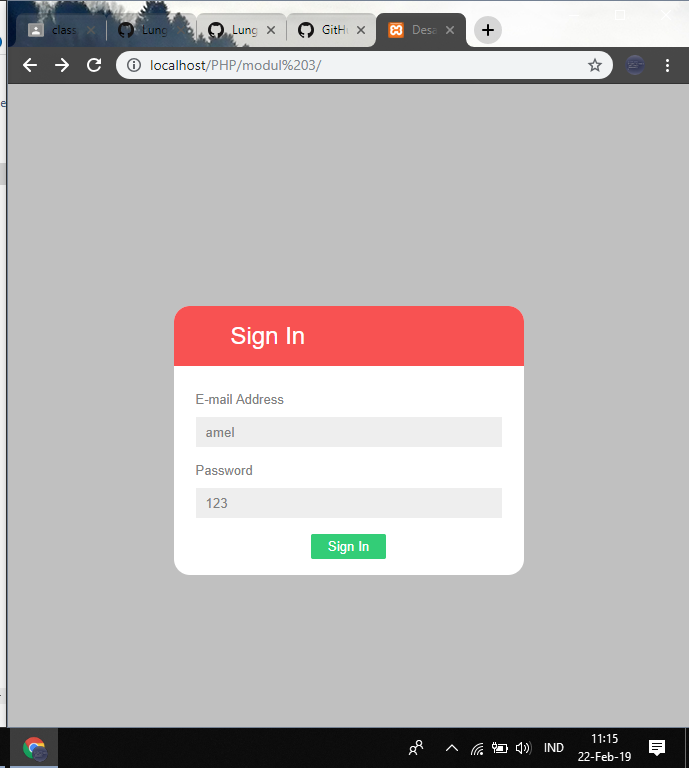 class
Lung
Lung
GitHu
Desa
localhost/PHP/modul%203/
Sign In
E-mail Address
amel
Password
123
Sign In
IND
11:15
22-Feb-19